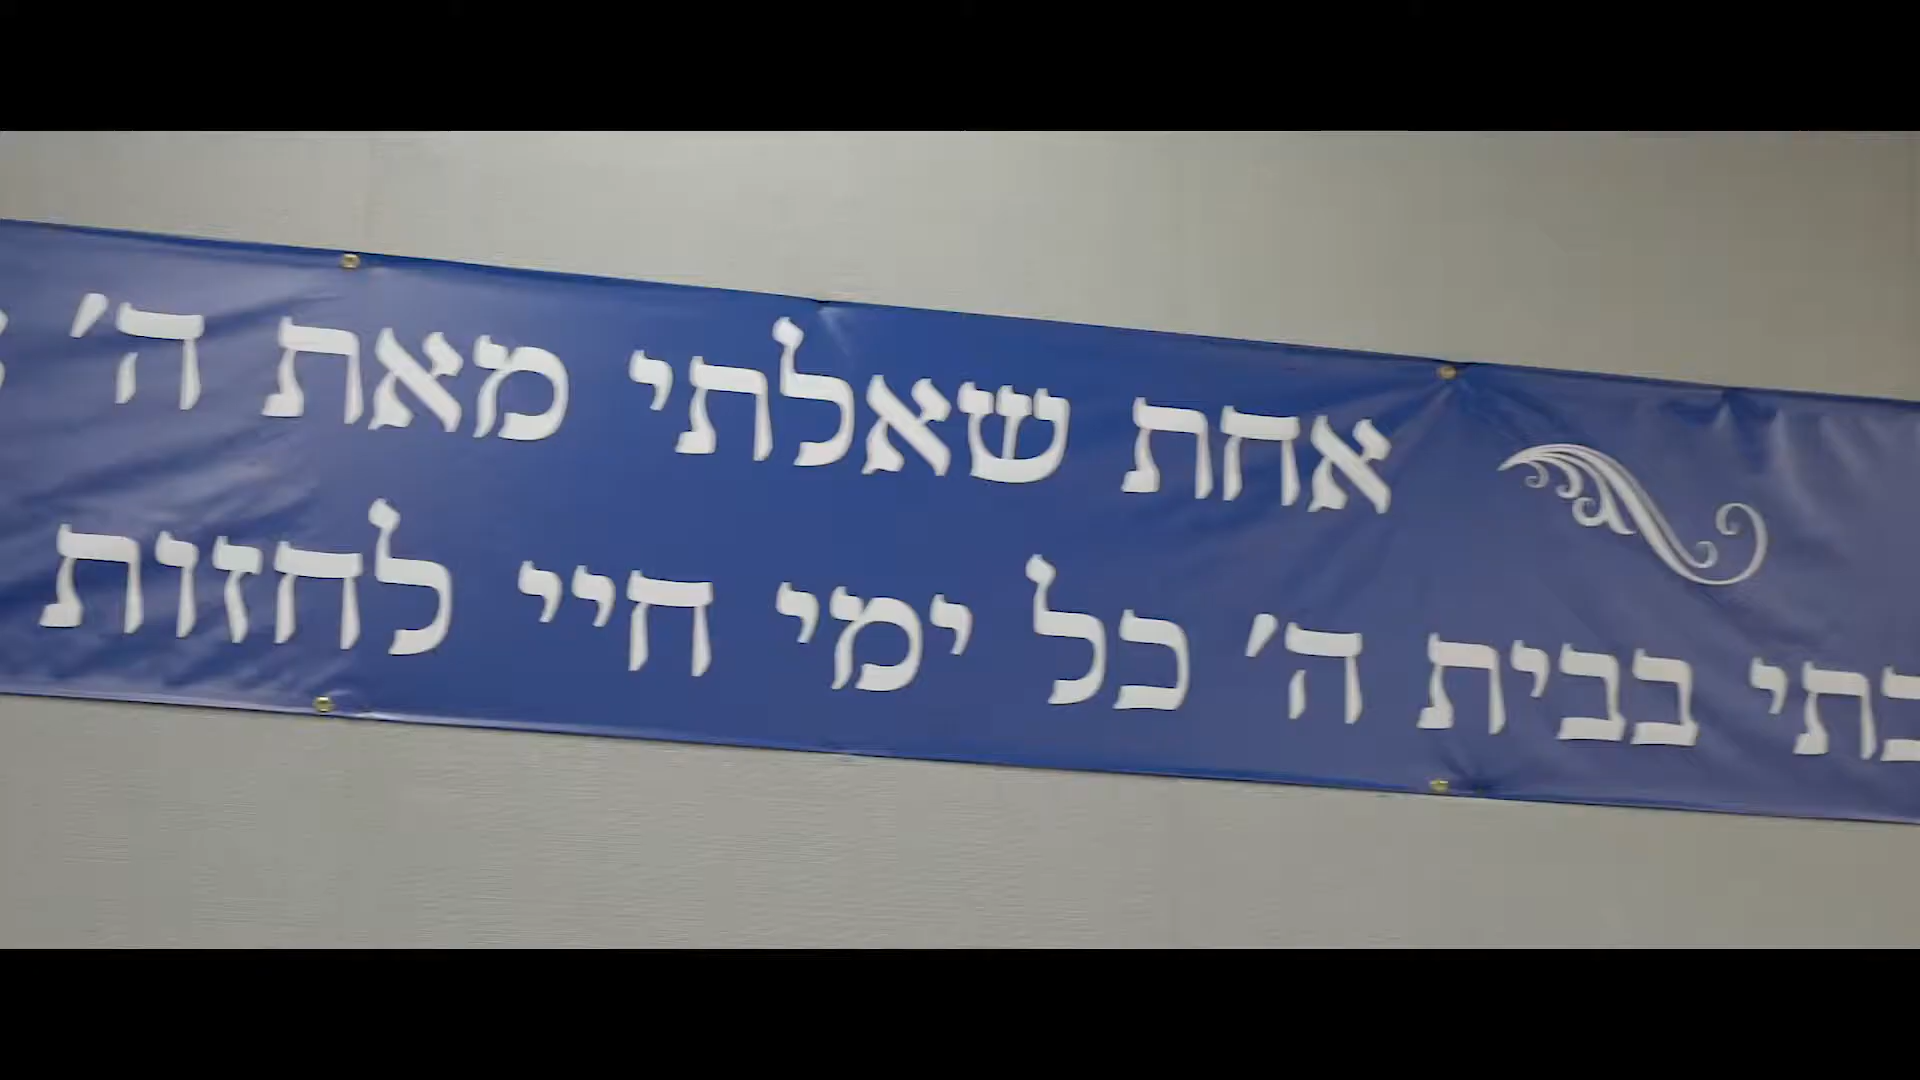 אחת שאלתי מאת ה׳
בבית ה׳ כל ימי חיי לחזות